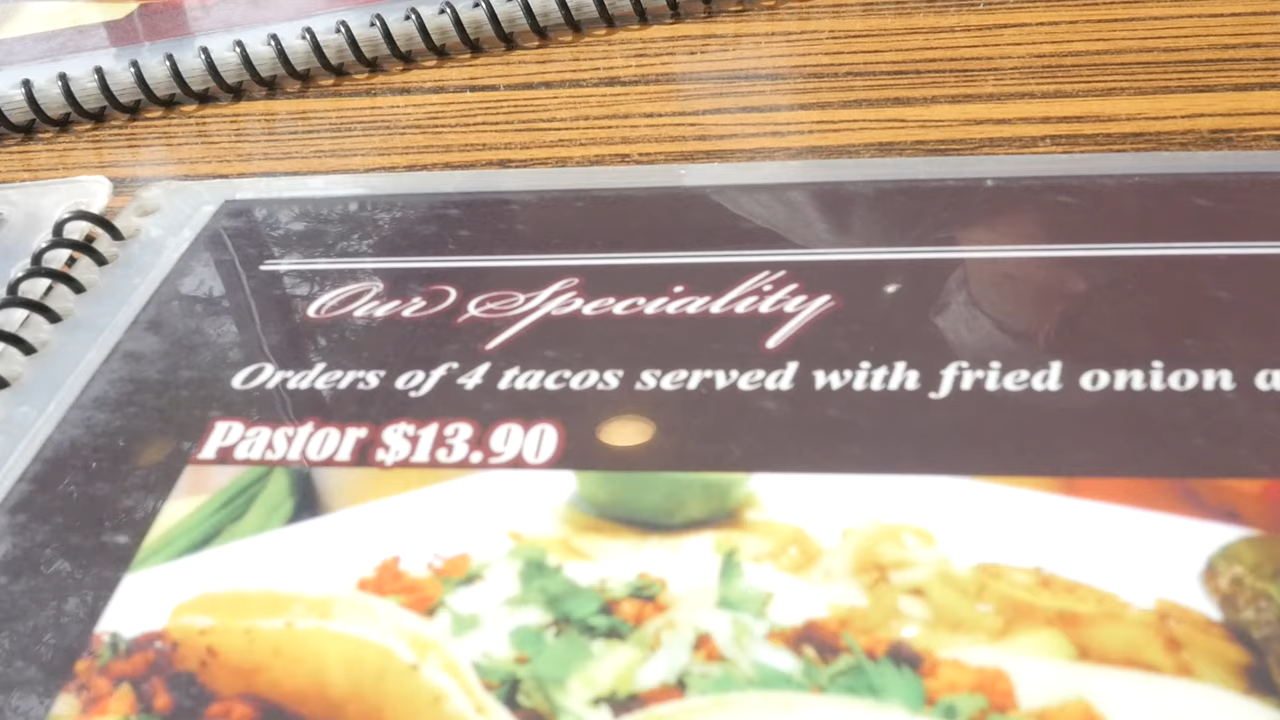 Our Speciality
Orders of 4 tacos served with fried onion
Pastor $13.90